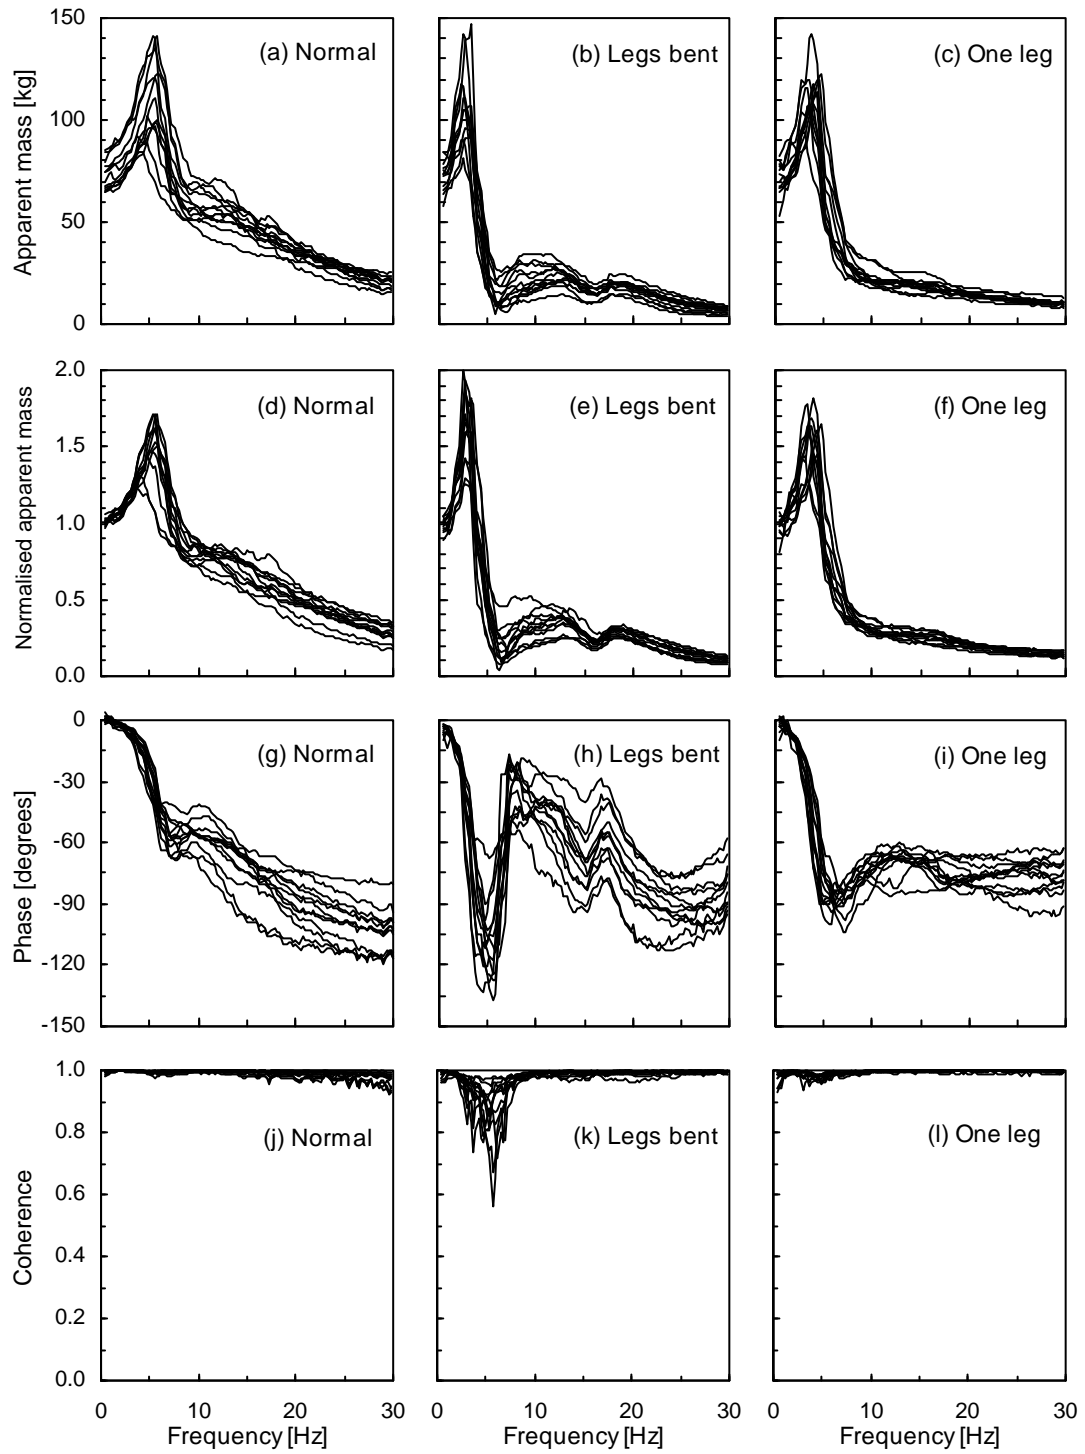 Apparent mass [kg]
150
100
50
0
(a) Normal
(b) Legs bent
(c) One leg
Normalised apparent mass
2.0
1.5
1.0
0.5
0.0
(d) Normal
(e) Legs bent
(f) One leg
Phase [degrees]
0
-30
-60
-90
-120
-150
(g) Normal
(h) Legs bent
(i) One leg
Coherence
1.0
0.8
0.6
0.4
0.2
0.0
(j) Normal
(k) Legs bent
(l) One leg
0 10 20 30 0 10 20 30 0 10 20 30
Frequency [Hz] Frequency [Hz] Frequency [Hz]